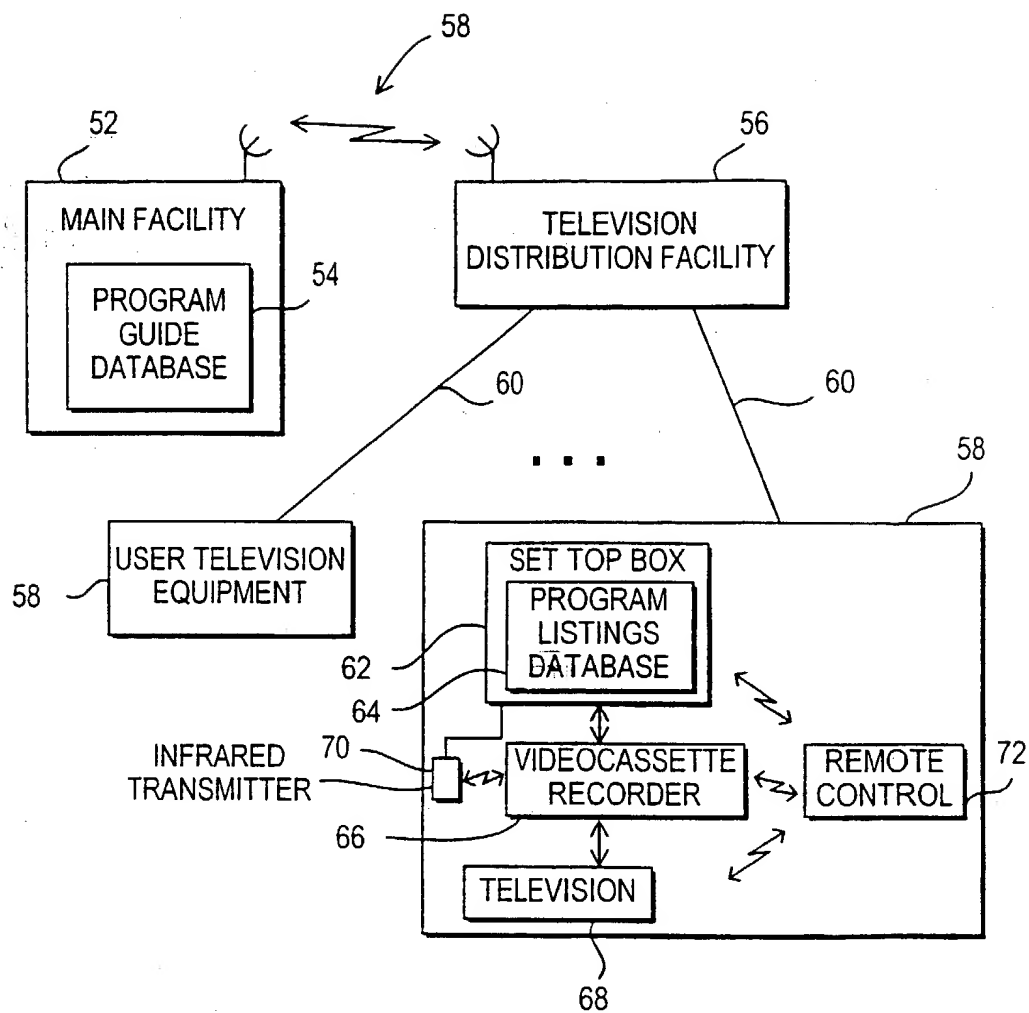 58
52
56
MAIN FACILITY
TELEVISION
DISTRIBUTION FACILITY
54
PROGRAM
GUIDE
DATABASE
60
60
. . .
58
USER TELEVISION
EQUIPMENT
58
SET TOP BOX
PROGRAM
LISTINGS
DATABASE
62
64
70
INFRARED
TRANSMITTER
VIDEOCASSETTE
RECORDER
REMOTE
CONTROL
72
66
TELEVISION
68